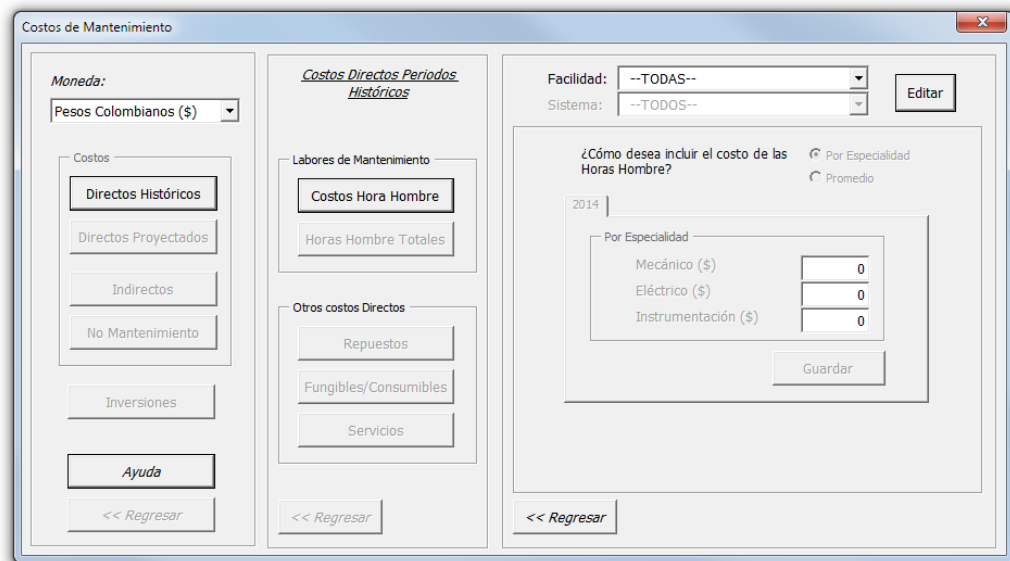 Costos de Mantenimiento
Moneda:
Pesos Colombianos ($)
Costos
Directos Históricos
Directos Proyectados
Indirectos
No Mantenimiento
Inversiones
Ayuda
<< Regresar
Costos Directos Periodos
Históricos
Labores de Mantenimiento
Costos Hora Hombre
Horas Hombre Totales
Otros costos Directos
Repuestos
Fungibles/Consumibles
Servicios
<< Regresar
Facilidad: --TODAS--
Sistema: --TODOS--
Editar
¿Cómo desea incluir el costo de las
Horas Hombre?
Por Especialidad
Promedio
2014
Por Especialidad
Mecánico ($) 0
Eléctrico ($) 0
Instrumentación ($) 0
Guardar
<< Regresar